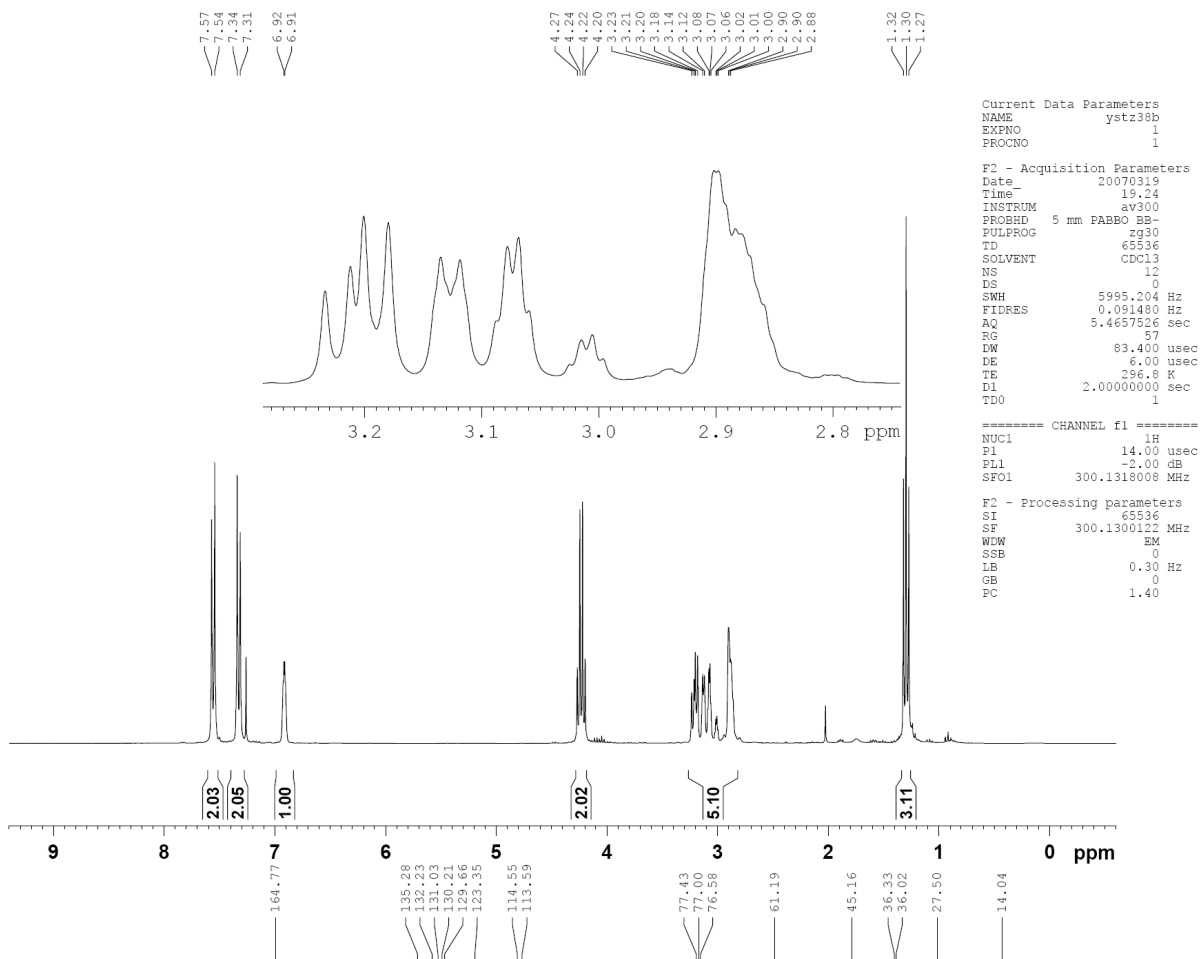 7.57
7.54
7.34
7.31
6.92
6.91
4.27
4.24
4.22
4.20
3.23
3.21
3.20
3.18
3.14
3.12
3.08
3.07
3.06
3.02
3.01
3.00
2.90
2.90
2.88
1.32
1.30
1.27
Current Data Parameters
NAME ystz38b
EXPNO 1
PROCNO 1
F2 - Acquisition Parameters
Date_ 20070319
Time 19.24
INSTRUM av300
PROBHD 5 mm PABBO BB-
PULPROG zg30
TD 65536
SOLVENT CDCl3
NS 12
DS 0
SWH 5995.204 Hz
FIDRES 0.091480 Hz
AQ 5.4657526 sec
RG 57
DW 83.400 usec
DE 6.00 usec
TE 296.8 K
D1 2.00000000 sec
TD0 1
======== CHANNEL f1 ========
NUC1 1H
P1 14.00 usec
PL1 -2.00 dB
SFO1 300.1318008 MHz
F2 - Processing parameters
SI 65536
SF 300.1300122 MHz
WDW EM
SSB 0
LB 0.30 Hz
GB 0
PC 1.40
3.2 3.1 3.0 2.9 2.8 ppm
2.03 2.05 1.00 2.02 5.10 3.11
9 8 7 6 5 4 3 2 1 0 ppm
164.77
135.28
132.23
131.03
130.21
129.66
123.35
114.55
113.59
77.43
77.00
76.58
61.19
45.16
36.33
36.02
27.50
14.04